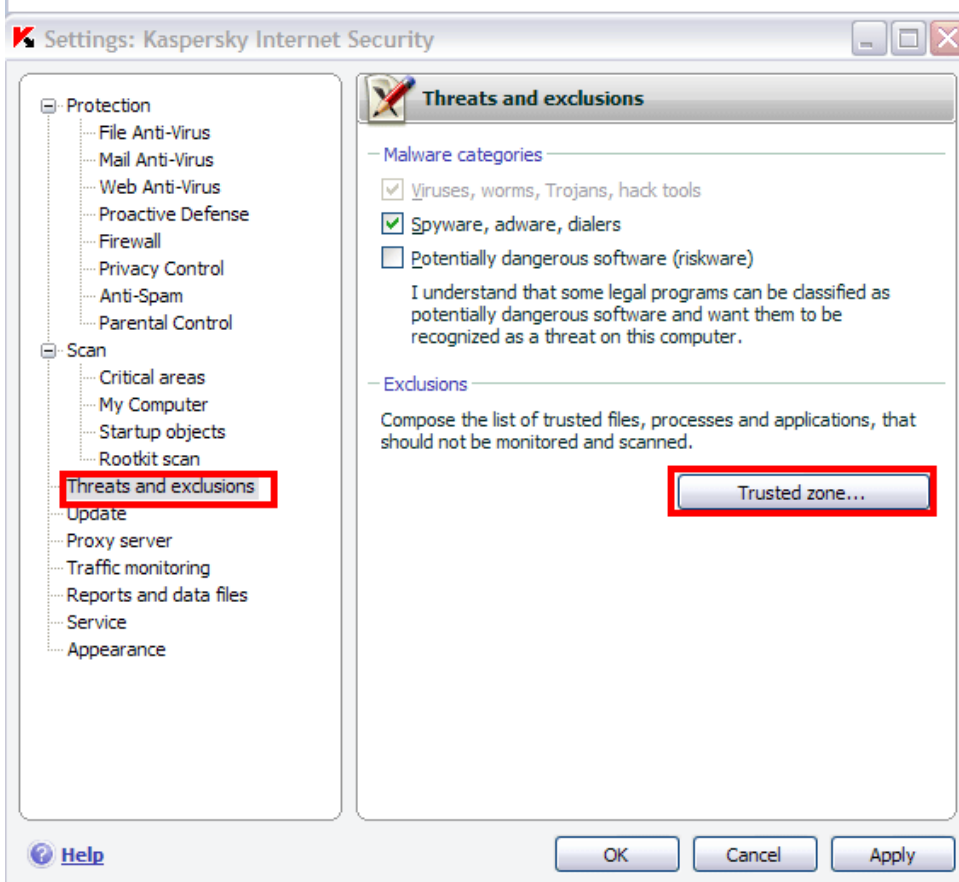 Settings: Kaspersky Internet Security
Protection
File Anti-Virus
Mail Anti-Virus
Web Anti-Virus
Proactive Defense
Firewall
Privacy Control
Anti-Spam
Parental Control
Scan
Critical areas
My Computer
Startup objects
Rootkit scan
Threats and exclusions
Update
Proxy server
Traffic monitoring
Reports and data files
Service
Appearance
Threats and exclusions
Malware categories
Viruses, worms, Trojans, hack tools
Spyware, adware, dialers
Potentially dangerous software (riskware)
I understand that some legal programs can be classified as
potentially dangerous software and want them to be
recognized as a threat on this computer.
Exclusions
Compose the list of trusted files, processes and applications, that
should not be monitored and scanned.
Trusted zone...
Help
OK
Cancel
Apply